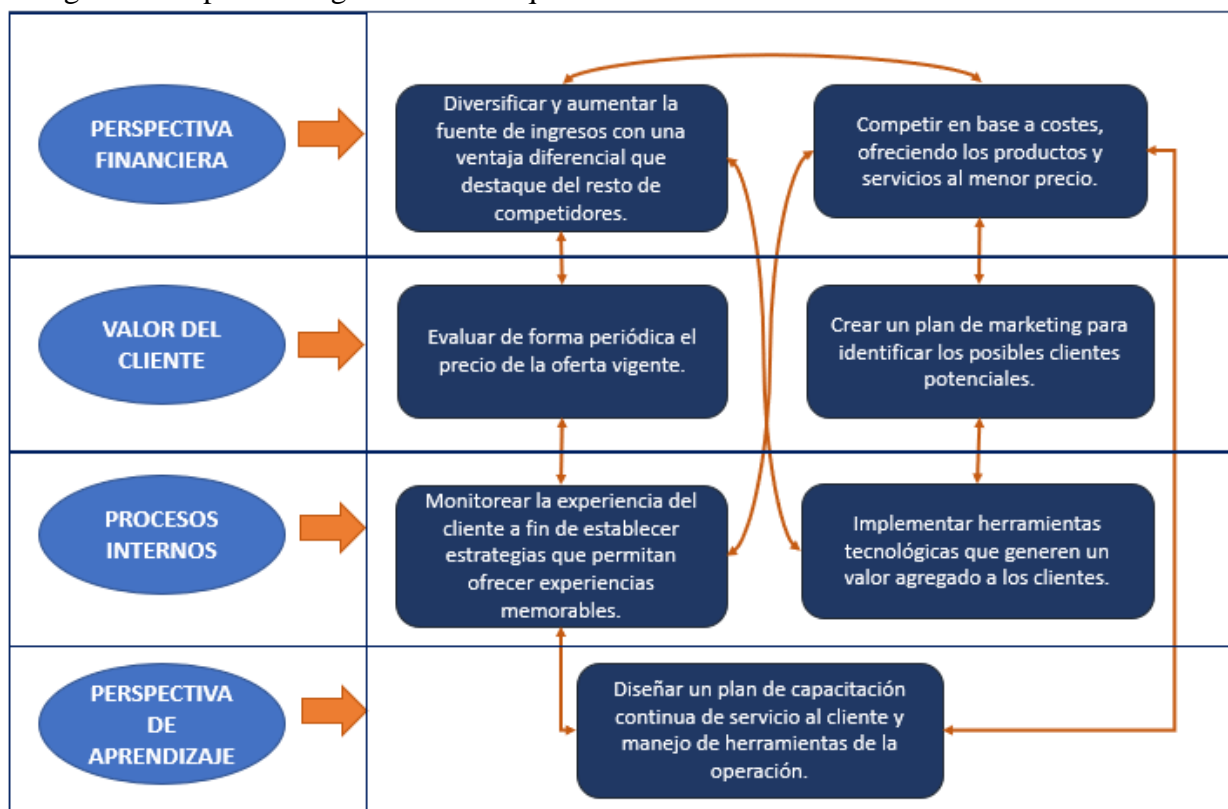 PERSPECTIVA
FINANCIERA
Diversificar y aumentar la
fuente de ingresos con una
ventaja diferencial que
destaque del resto de
competidores.
Competir en base a costes,
ofreciendo los productos y
servicios al menor precio.
VALOR DEL
CLIENTE
Evaluar de forma periódica el
precio de la oferta vigente.
Crear un plan de marketing para
identificar los posibles clientes
potenciales.
PROCESOS
INTERNOS
Monitorear la experiencia del
cliente a fin de establecer
estrategias que permitan
ofrecer experiencias
memorables.
Implementar herramientas
tecnológicas que generen un
valor agregado a los clientes.
PERSPECTIVA
DE
APRENDIZAJE
Diseñar un plan de capacitación
continua de servicio al cliente y
manejo de herramientas de la
operación.